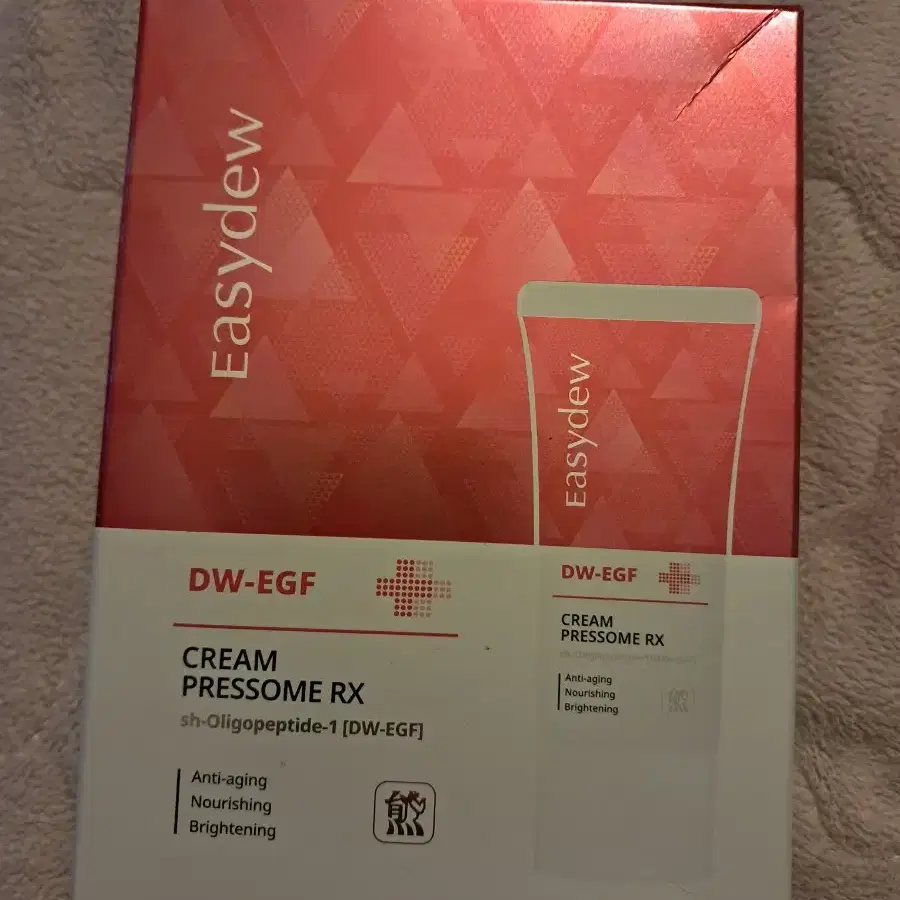 Easydew
DW-EGF
CREAM
PRESSOME RX
sh-Oligopeptide-1 [DW-EGF]
Anti-aging
Nourishing
Brightening
熊
Easydew
DW-EGF
CREAM
PRESSOME RX
Anti-aging
Nourishing
Brightening